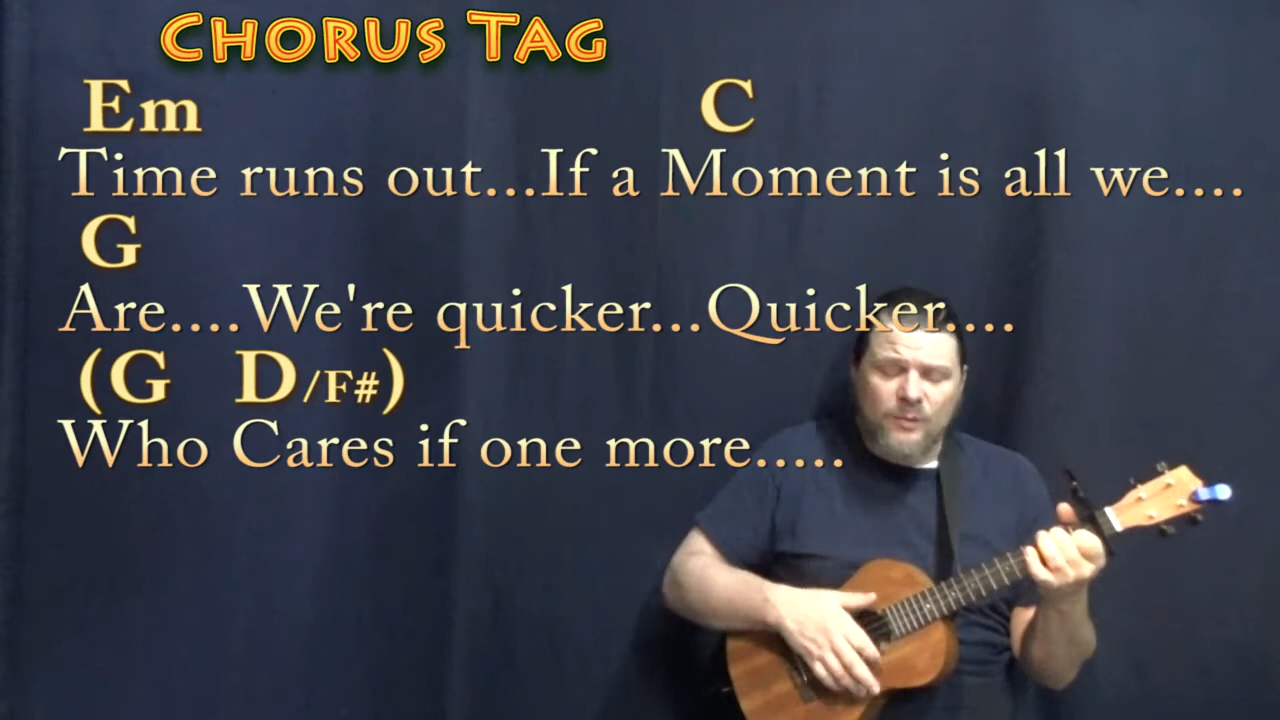 CHORUS TAG
Em C
Time runs out...If a Moment is all we....
G
Are....We're quicker...Quicker....
(G D/F#)
Who Cares if one more.....